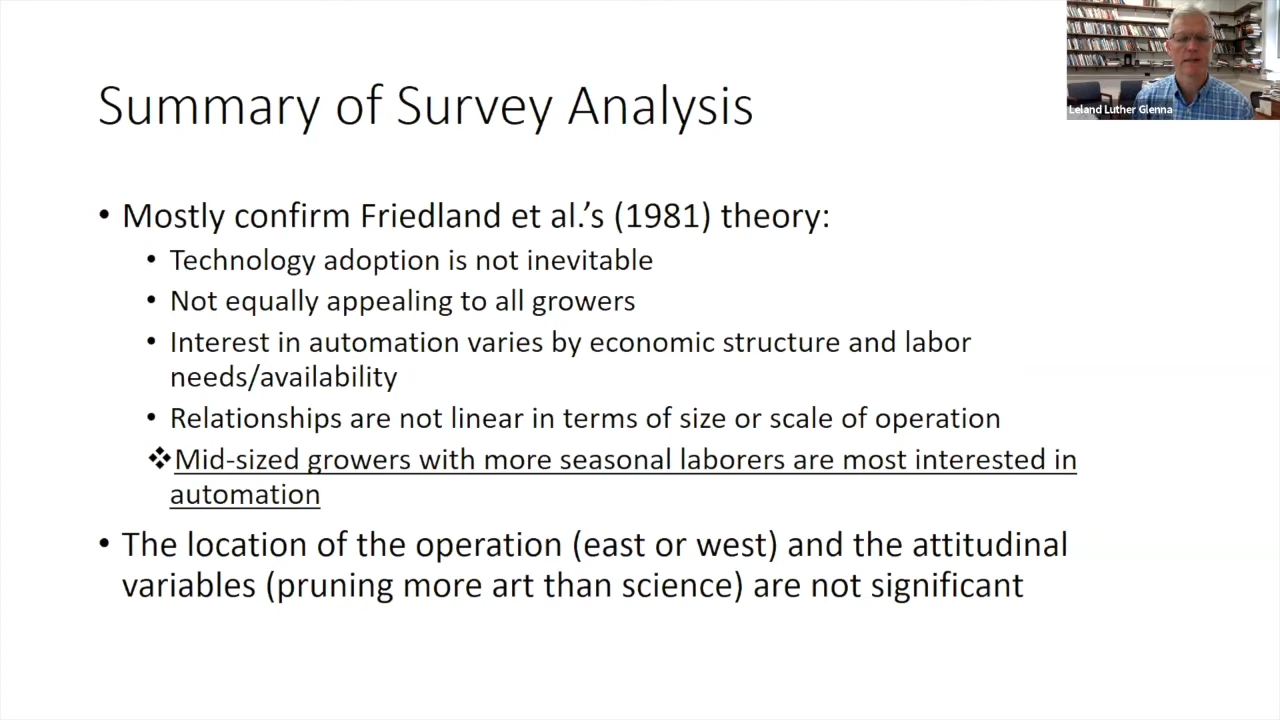 Summary of Survey Analysis
Leland Luther Glenna
• Mostly confirm Friedland et al.’s (1981) theory:
• Technology adoption is not inevitable
• Not equally appealing to all growers
• Interest in automation varies by economic structure and labor
needs/availability
• Relationships are not linear in terms of size or scale of operation
❖Mid-sized growers with more seasonal laborers are most interested in
automation
• The location of the operation (east or west) and the attitudinal
variables (pruning more art than science) are not significant